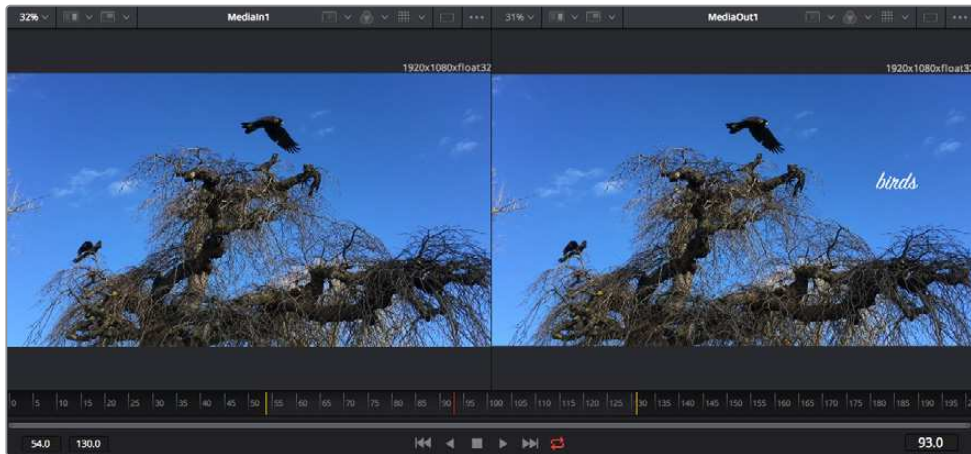 32% MediaIn1 31% MediaOut1
1920x1080xfloat32 1920x1080xfloat32
birds
0 5 10 15 20 25 30 35 40 45 50 55 60 65 70 75 80 85 90 95 100 105 110 115 120 125 130 135 140 145 150 155 160 165 170 175 180 185 190 195
54.0 130.0 93.0